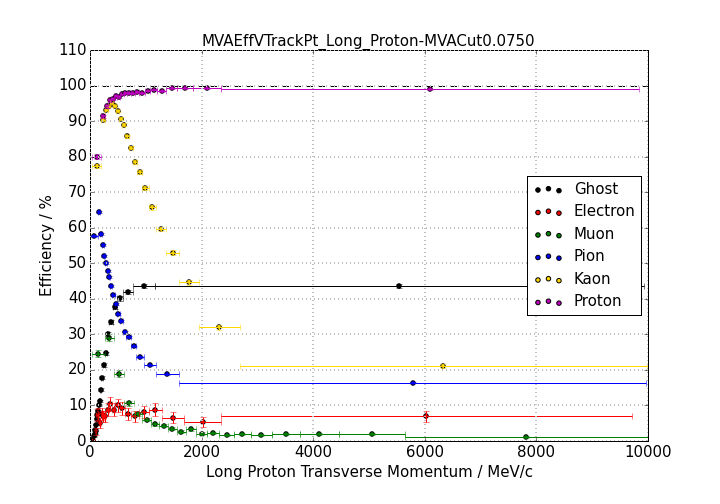 MVAEffVTrackPt_Long_Proton-MVACut0.0750
110
100
90
80
70
60
50
40
30
20
10
0
Efficiency / %
Ghost
Electron
Muon
Pion
Kaon
Proton
0 2000 4000 6000 8000 10000
Long Proton Transverse Momentum / MeV/c